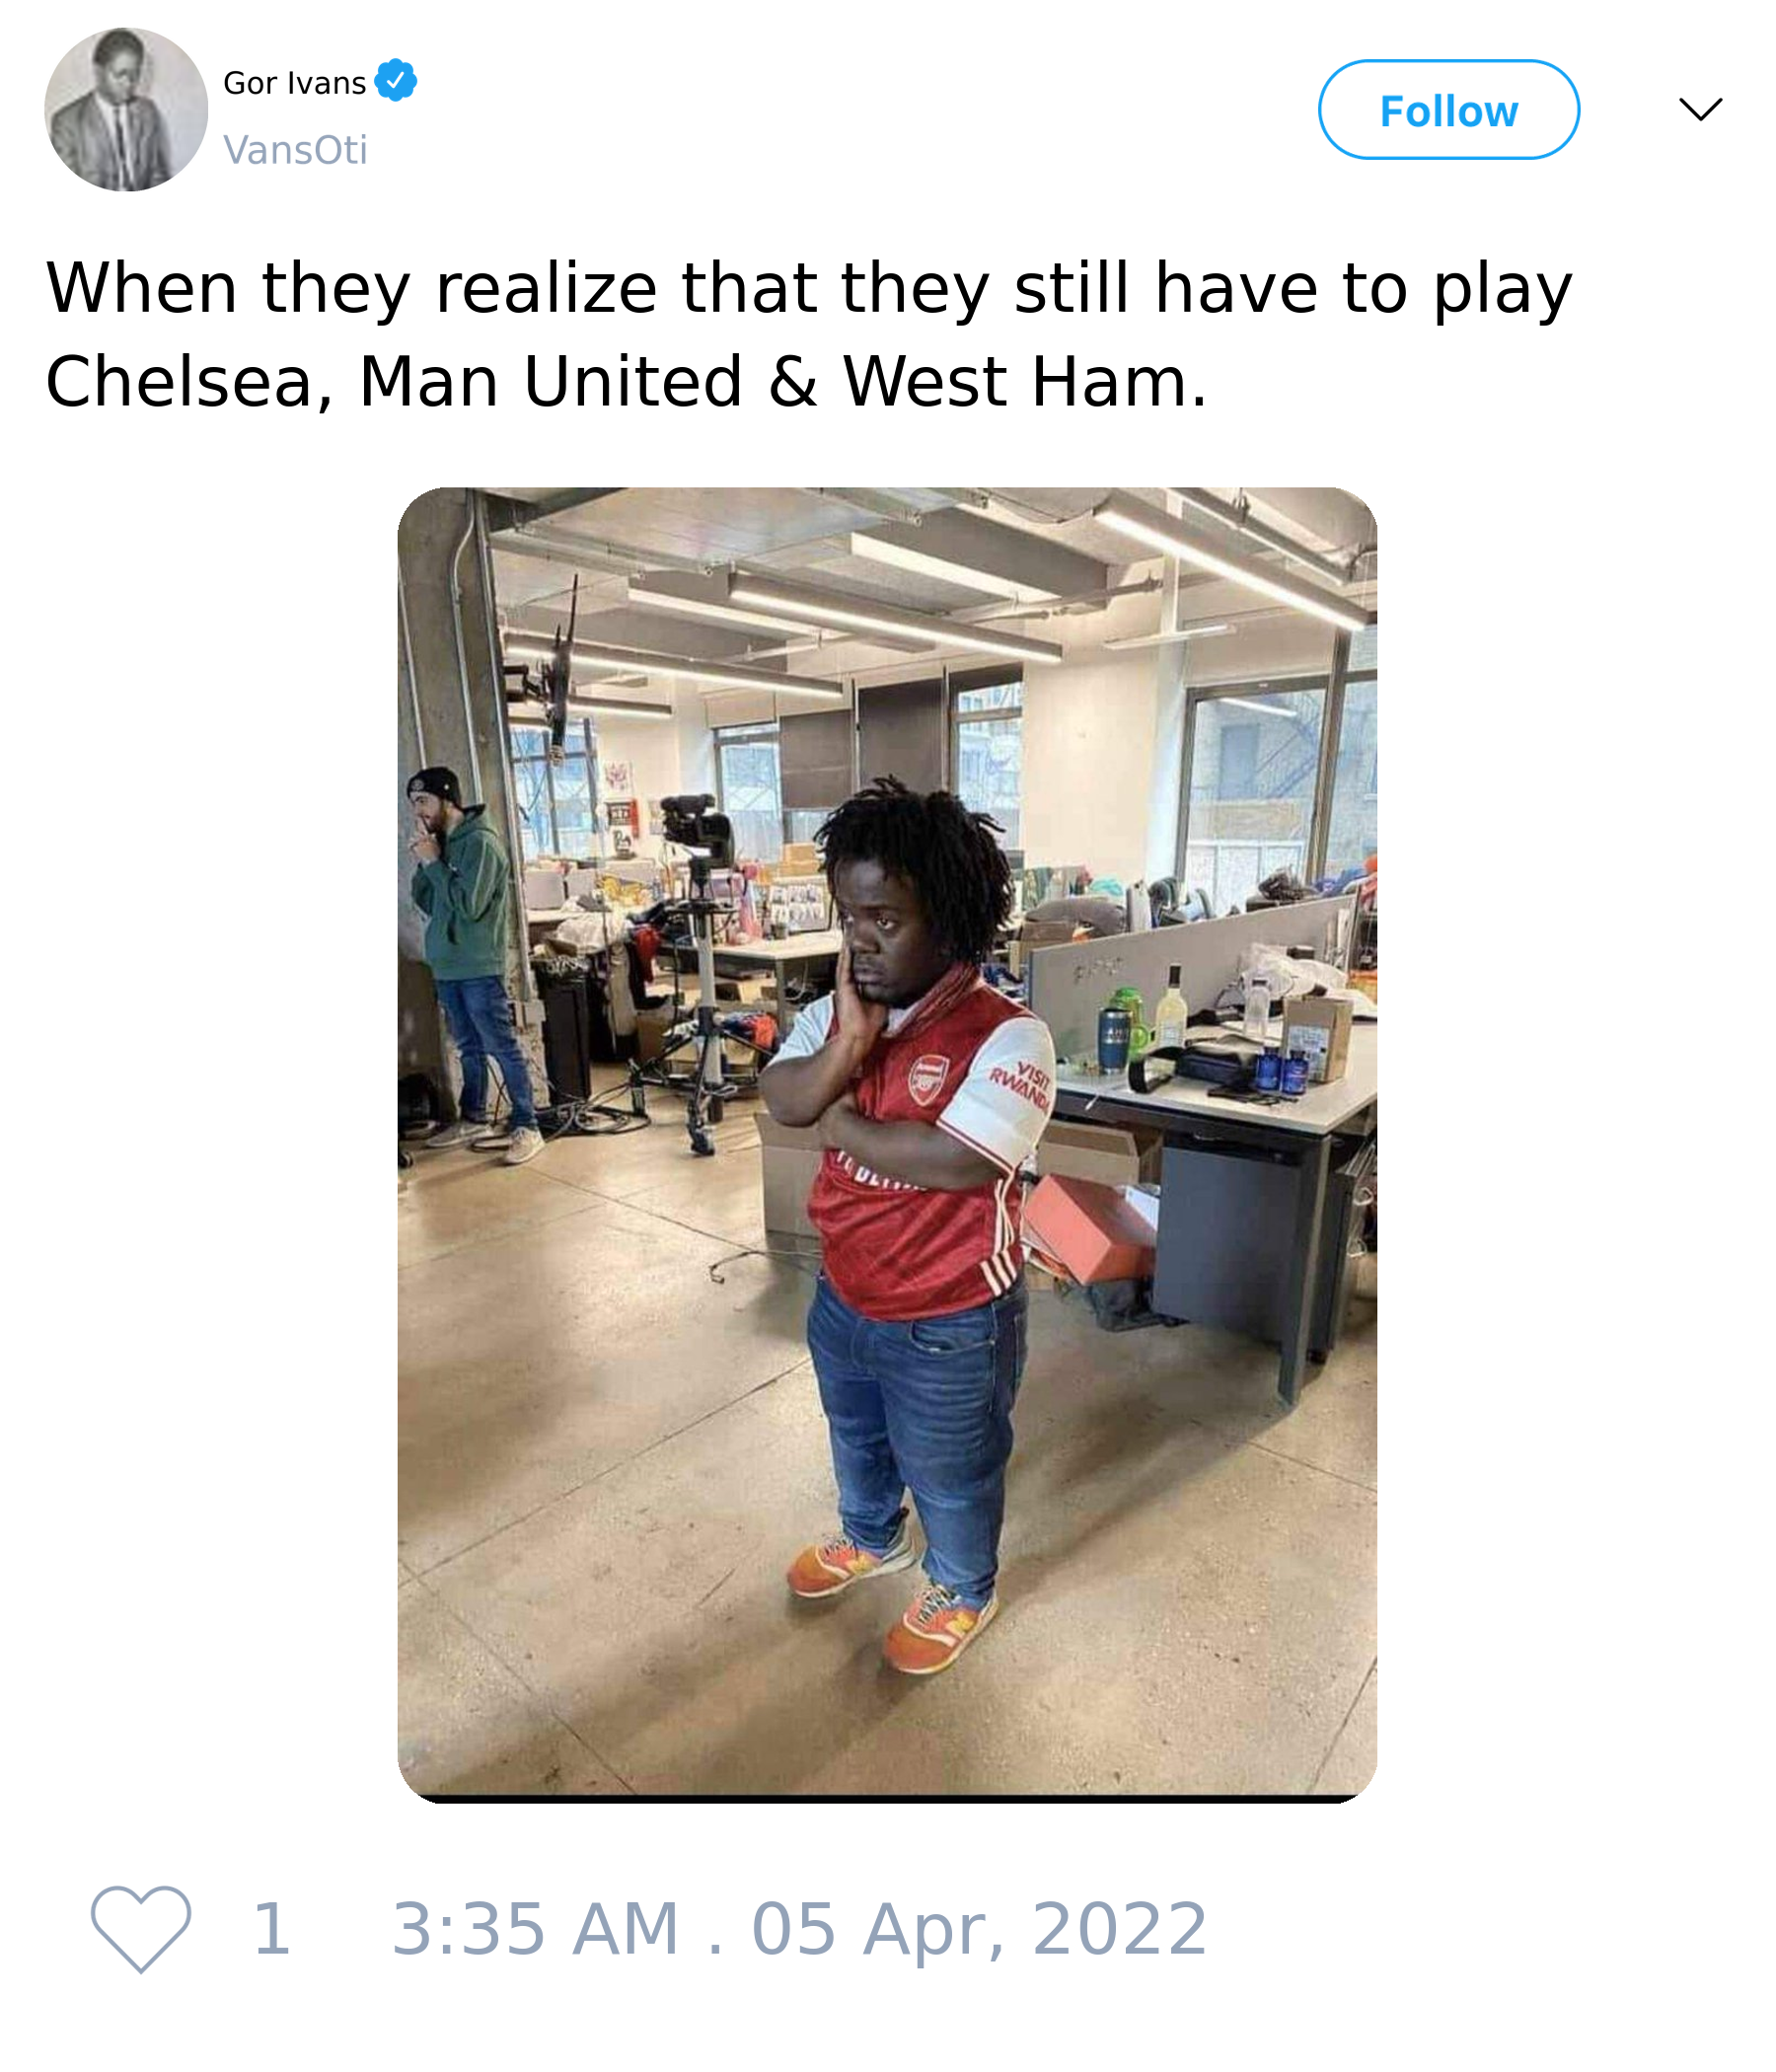 Gor Ivans
VansOti
Follow
When they realize that they still have to play
Chelsea, Man United & West Ham.
VISIT
1
3:35 AM . 05 Apr, 2022